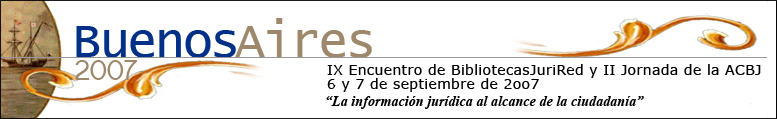 BuenosAires
2007
IX Encuentro de BibliotecasJuriRed y II Jornada de la ACBJ
6 y 7 de septiembre de 2oo7
“La información jurídica al alcance de la ciudadanía”